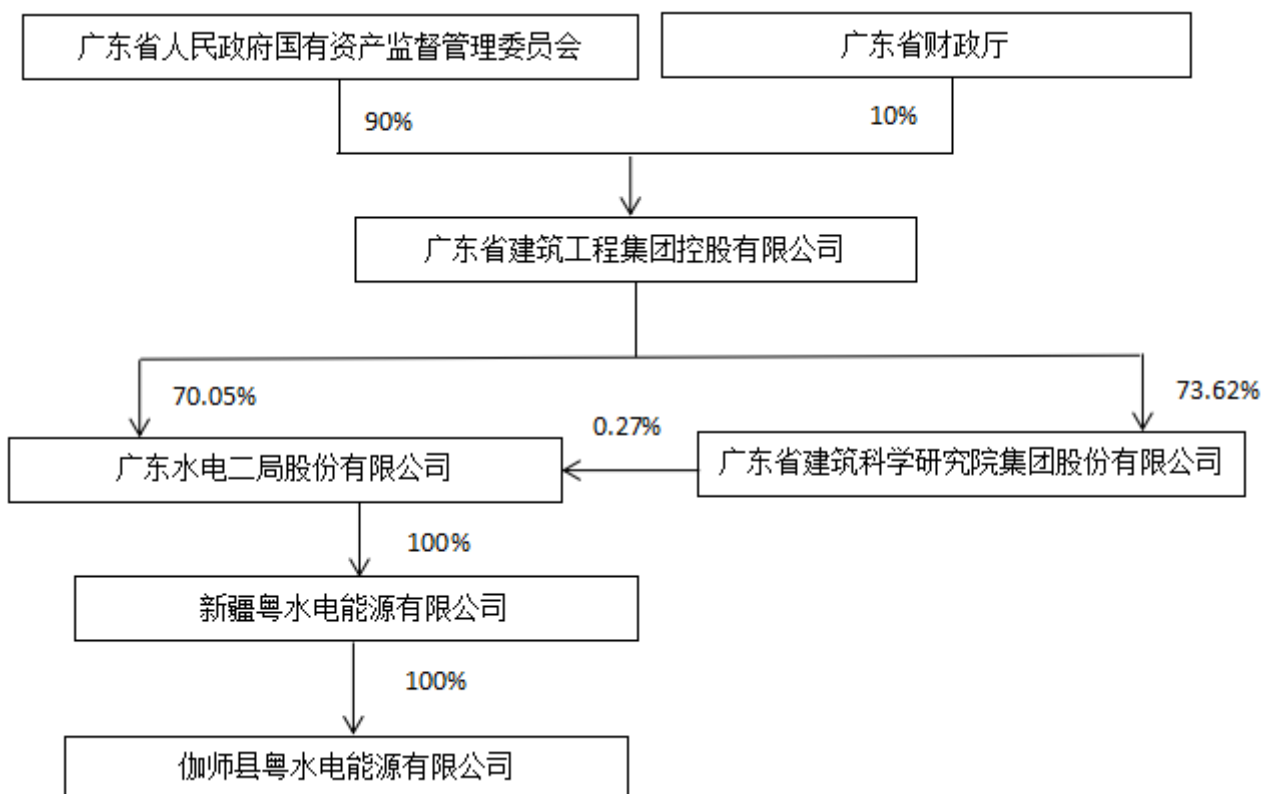 广东省人民政府国有资产监督管理委员会
广东省财政厅
90%
10%
广东省建筑工程集团控股有限公司
70.05%
73.62%
0.27%
广东水电二局股份有限公司
广东省建筑科学研究院集团股份有限公司
100%
新疆粤水电能源有限公司
100%
伽师县粤水电能源有限公司